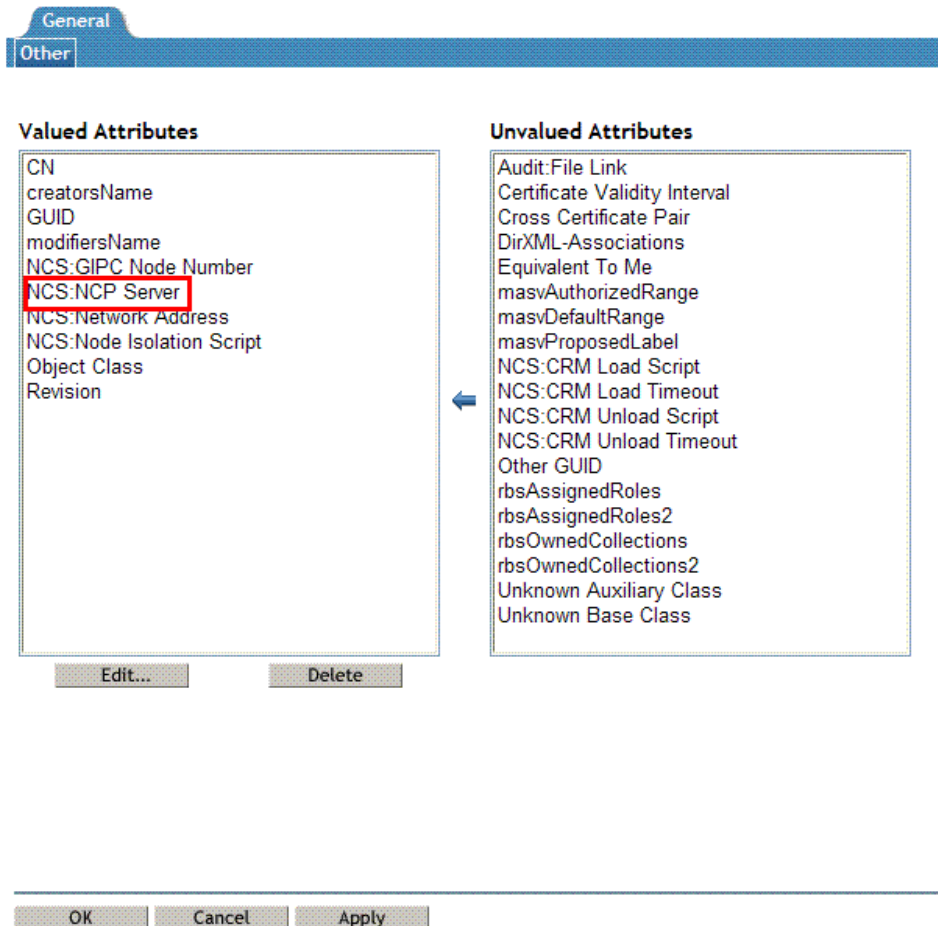 General
Other
Valued Attributes
CN
creatorsName
GUID
modifiersName
NCS:GIPC Node Number
NCS:NCP Server
NCS:Network Address
NCS:Node Isolation Script
Object Class
Revision
Edit...
Delete
Unvalued Attributes
Audit:File Link
Certificate Validity Interval
Cross Certificate Pair
DirXML-Associations
Equivalent To Me
masvAuthorizedRange
masvDefaultRange
masvProposedLabel
NCS:CRM Load Script
NCS:CRM Load Timeout
NCS:CRM Unload Script
NCS:CRM Unload Timeout
Other GUID
rbsAssignedRoles
rbsAssignedRoles2
rbsOwnedCollections
rbsOwnedCollections2
Unknown Auxiliary Class
Unknown Base Class
OK
Cancel
Apply